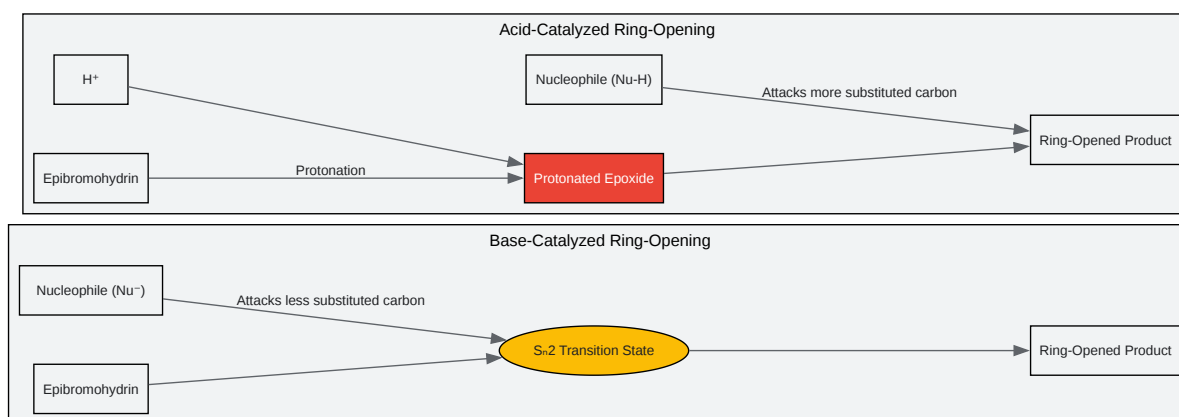 Acid-Catalyzed Ring-Opening
H⁺
Nucleophile (Nu-H)
Attacks more substituted carbon
Ring-Opened Product
Epibromohydrin
Protonation
Protonated Epoxide
Base-Catalyzed Ring-Opening
Nucleophile (Nu⁻)
Attacks less substituted carbon
Sₙ2 Transition State
Ring-Opened Product
Epibromohydrin